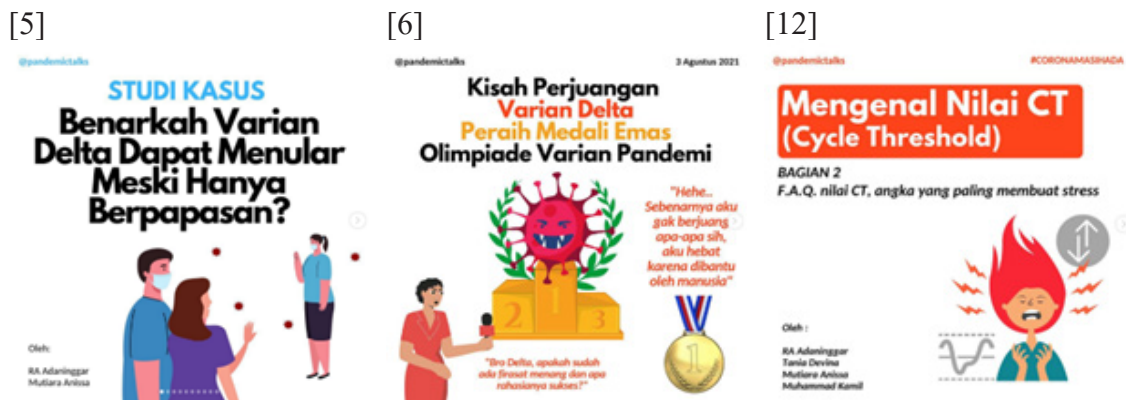 [5]
@pandemictalks
STUDI KASUS
Benarkah Varian
Delta Dapat Menular
Meski Hanya
Berpapasan?
Oleh:
RA Adaninggar
Mutiara Anissa
[6]
@pandemictalks
3 Agustus 2021
Kisah Perjuangan
Varian Delta
Peraih Medali Emas
Olimpiade Varian Pandemi
"Hehe..
Sebenarnya aku
gak berjuang
apa-apa sih,
aku hebat
karena dibantu
oleh manusia"
2
1
3
1
"Bro Delta, apakah sudah
ada firasat menang dan apa
rahasianya sukses?"
[12]
@pandemictalks
#CORONAMASIHADA
Mengenal Nilai CT
(Cycle Threshold)
BAGIAN 2
F.A.Q. nilai CT, angka yang paling membuat stress
Oleh :
RA Adaninggar
Tania Devina
Mutiara Anissa
Muhammad Kamil